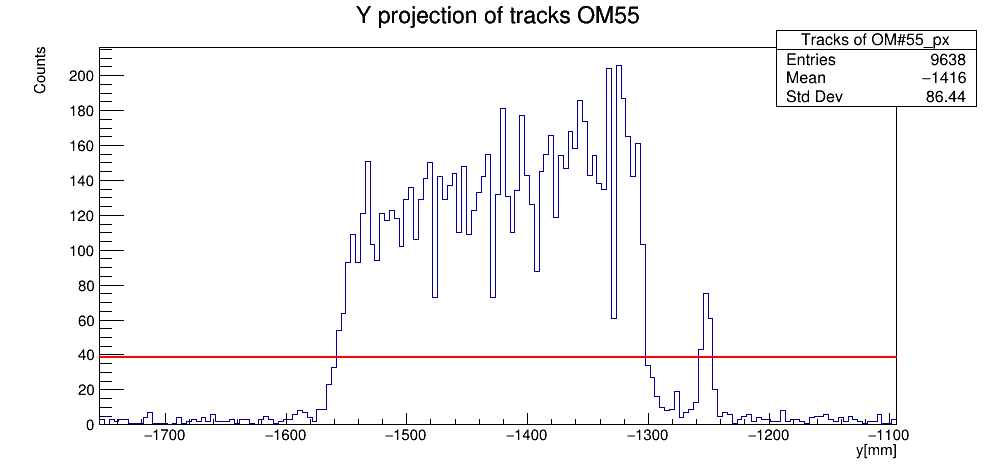 Y projection of tracks OM55
Tracks of OM#55_px
Entries 9638
Mean −1416
Std Dev 86.44
Counts
200
180
160
140
120
100
80
60
40
20
0
−1700 −1600 −1500 −1400 −1300 −1200 −1100
y[mm]